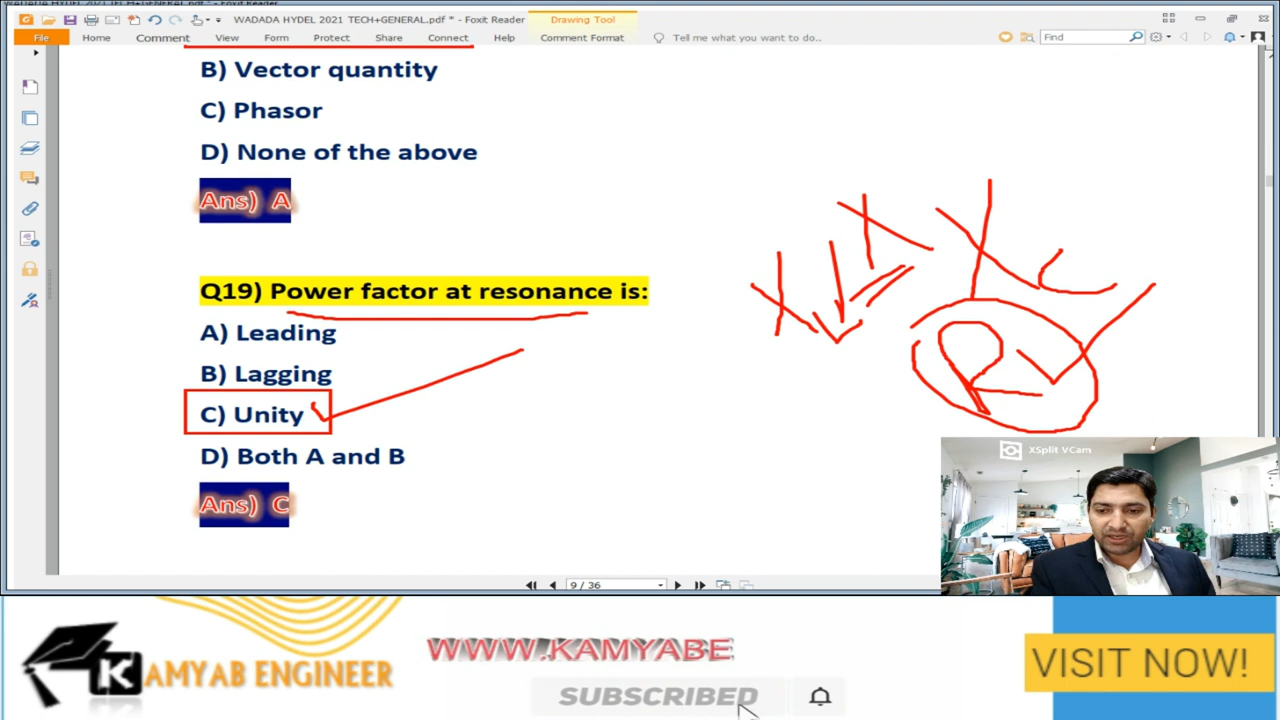 WADADA HYDEL 2021 TECH+GENERAL.pdf * - Foxit Reader
Drawing Tool
File Home Comment View Form Protect Share Connect Help Comment Format Tell me what you want to do... Find
B) Vector quantity
C) Phasor
D) None of the above
Ans) A
Q19) Power factor at resonance is:
A) Leading
B) Lagging
C) Unity
D) Both A and B
Ans) C
R
XSplit VCam
9 / 36
KAMYAB ENGINEER
WWW.KAMYABE
SUBSCRIBED
VISIT NOW!